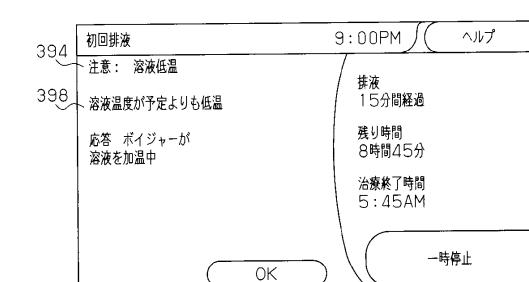 初回排液
9:00PM
ヘルプ
394
注意： 溶液低温
398
溶液温度が予定よりも低温
応答 ボイジャーが
溶液を加温中
排液
15分間経過
残り時間
8時間45分
治療終了時間
5:45AM
一時停止
OK